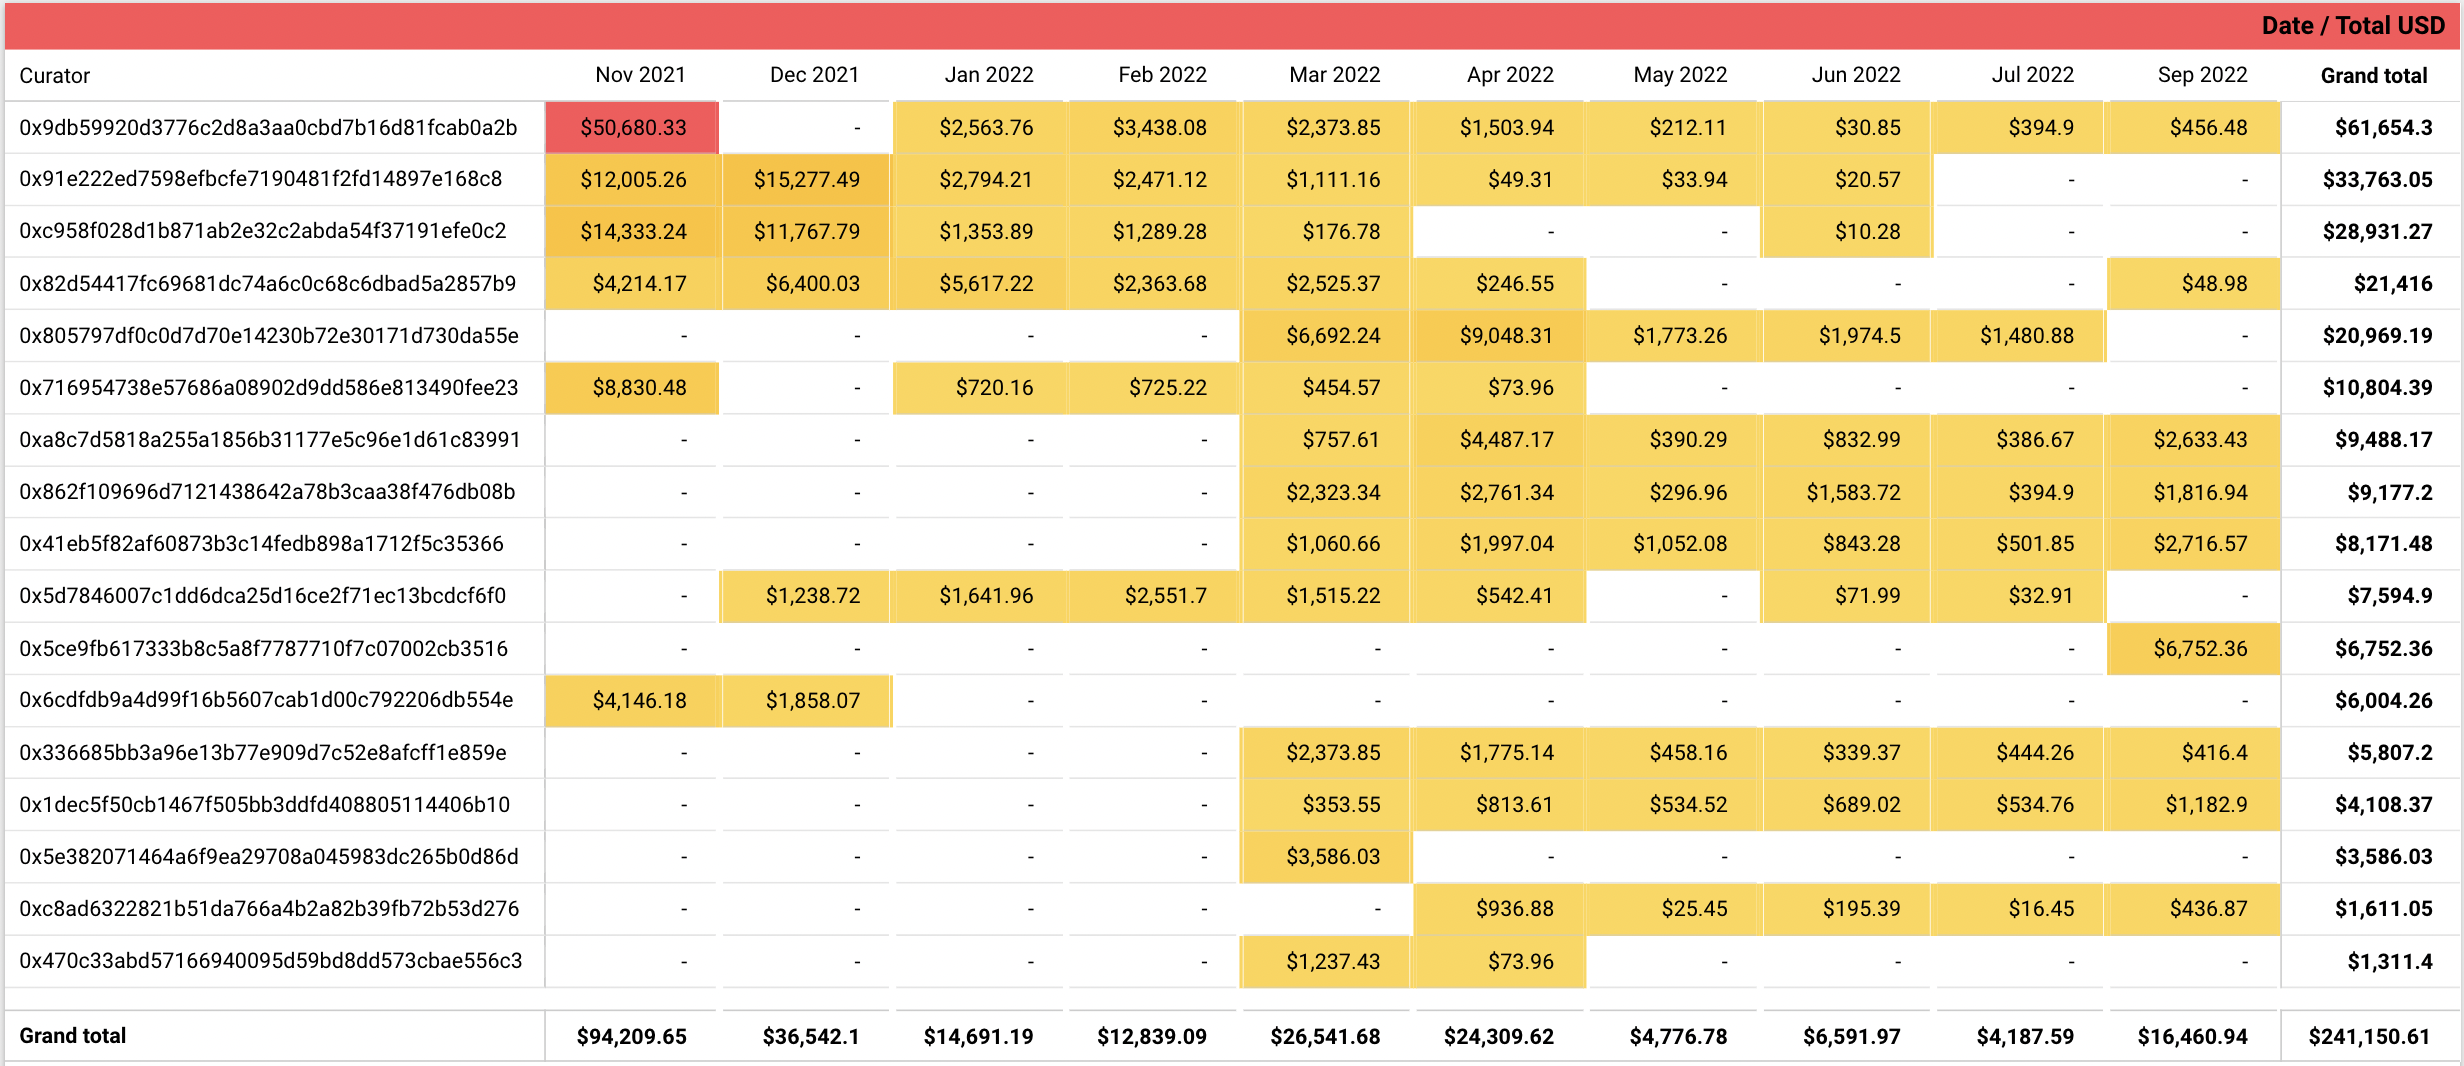 Date / Total USD
Curator Nov 2021 Dec 2021 Jan 2022 Feb 2022 Mar 2022 Apr 2022 May 2022 Jun 2022 Jul 2022 Sep 2022 Grand total
0x9db59920d3776c2d8a3aa0cbd7b16d81fcab0a2b $50,680.33 - $2,563.76 $3,438.08 $2,373.85 $1,503.94 $212.11 $30.85 $394.9 $456.48 $61,654.3
0x91e222ed7598efbcfe7190481f2fd14897e168c8 $12,005.26 $15,277.49 $2,794.21 $2,471.12 $1,111.16 $49.31 $33.94 $20.57 - - $33,763.05
0xc958f028d1b871ab2e32c2abda54f37191efe0c2 $14,333.24 $11,767.79 $1,353.89 $1,289.28 $176.78 - - $10.28 - - $28,931.27
0x82d54417fc69681dc74a6c0c68c6dbad5a2857b9 $4,214.17 $6,400.03 $5,617.22 $2,363.68 $2,525.37 $246.55 - - - $48.98 $21,416
0x805797df0c0d7d70e14230b72e30171d730da55e - - - - $6,692.24 $9,048.31 $1,773.26 $1,974.5 $1,480.88 - $20,969.19
0x716954738e57686a08902d9dd586e813490fee23 $8,830.48 - $720.16 $725.22 $454.57 $73.96 - - - - $10,804.39
0xa8c7d5818a255a1856b31177e5c96e1d61c83991 - - - - $757.61 $4,487.17 $390.29 $832.99 $386.67 $2,633.43 $9,488.17
0x862f109696d7121438642a78b3caa38f476db08b - - - - $2,323.34 $2,761.34 $296.96 $1,583.72 $394.9 $1,816.94 $9,177.2
0x41eb5f82af60873b3c14fedb898a1712f5c35366 - - - - $1,060.66 $1,997.04 $1,052.08 $843.28 $501.85 $2,716.57 $8,171.48
0x5d7846007c1dd6dca25d16ce2f71ec13bcdcf6f0 - $1,238.72 $1,641.96 $2,551.7 $1,515.22 $542.41 - $71.99 $32.91 - $7,594.9
0x5ce9fb617333b8c5a8f7787710f7c07002cb3516 - - - - - - - - - $6,752.36 $6,752.36
0x6cdfdb9a4d99f16b5607cab1d00c792206db554e $4,146.18 $1,858.07 - - - - - - - - $6,004.26
0x336685bb3a96e13b77e909d7c52e8afcff1e859e - - - - $2,373.85 $1,775.14 $458.16 $339.37 $444.26 $416.4 $5,807.2
0x1dec5f50cb1467f505bb3ddfd408805114406b10 - - - - $353.55 $813.61 $534.52 $689.02 $534.76 $1,182.9 $4,108.37
0x5e382071464a6f9ea29708a045983dc265b0d86d - - - - $3,586.03 - - - - - $3,586.03
0xc8ad6322821b51da766a4b2a82b39fb72b53d276 - - - - - $936.88 $25.45 $195.39 $16.45 $436.87 $1,611.05
0x470c33abd57166940095d59bd8dd573cbae556c3 - - - - $1,237.43 $73.96 - - - - $1,311.4
Grand total $94,209.65 $36,542.1 $14,691.19 $12,839.09 $26,541.68 $24,309.62 $4,776.78 $6,591.97 $4,187.59 $16,460.94 $241,150.61